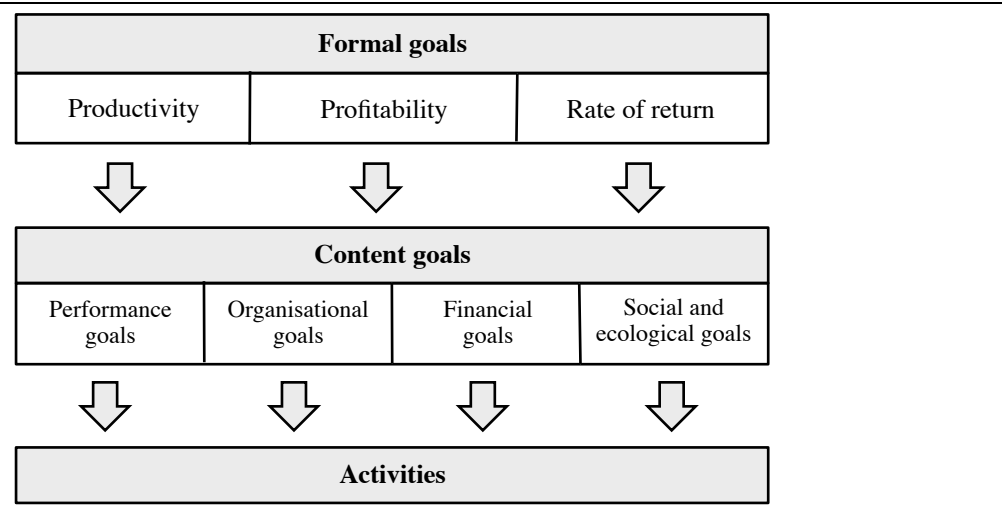 Formal goals
Productivity
Profitability
Rate of return
Content goals
Performance
goals
Organisational
goals
Financial
goals
Social and
ecological goals
Activities